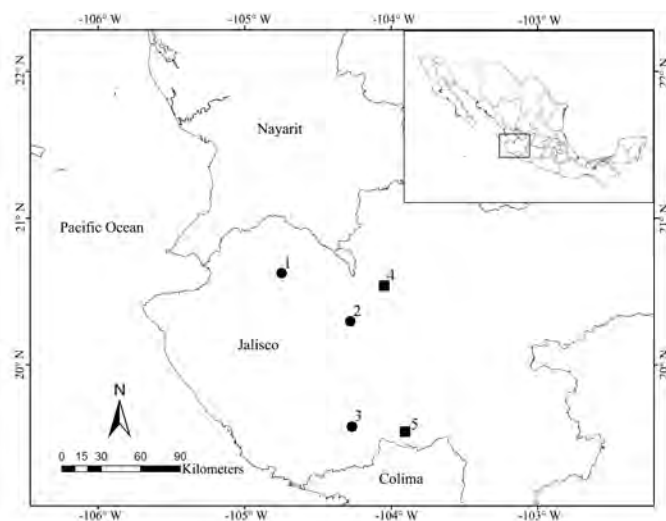 -106° W
-105° W
-104° W
-103° W
22° N
22° N
Nayarit
Pacific Ocean
21° N
21° N
1
4
2
Jalisco
20° N
20° N
N
3
5
0 15 30 60 90
Kilometers
Colima
-106° W
-105° W
-104° W
-103° W